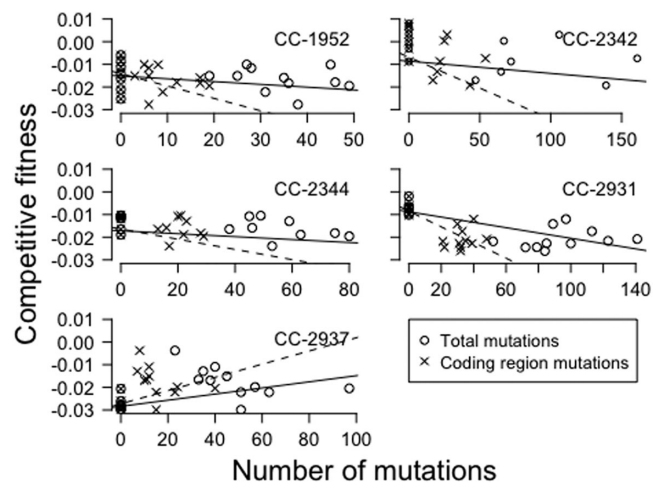 CC-1952
0.01
0.00
-0.01
-0.02
-0.03
0 10 20 30 40 50
CC-2342
0.01
0.00
-0.01
-0.02
-0.03
0 50 100 150
CC-2344
0.01
0.00
-0.01
-0.02
-0.03
0 20 40 60 80
CC-2931
0.01
0.00
-0.01
-0.02
-0.03
0 20 60 100 140
CC-2937
0.01
0.00
-0.01
-0.02
-0.03
0 20 40 60 80 100
Total mutations
Coding region mutations
Competitive fitness
Number of mutations